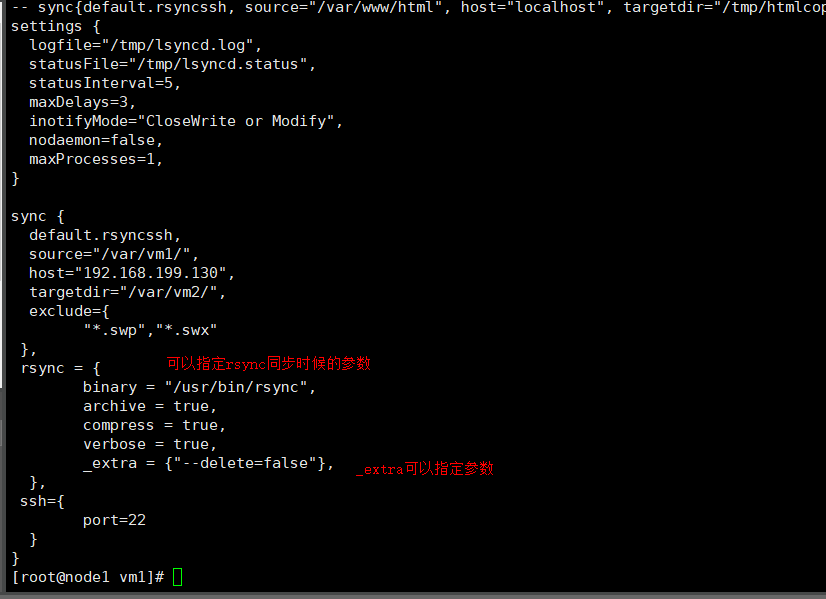 -- sync{default.rsyncssh, source="/var/www/html", host="localhost", targetdir="/tmp/htmlcop
settings {
  logfile="/tmp/lsyncd.log",
  statusFile="/tmp/lsyncd.status",
  statusInterval=5,
  maxDelays=3,
  inotifyMode="CloseWrite or Modify",
  nodaemon=false,
  maxProcesses=1,
}
sync {
  default.rsyncssh,
  source="/var/vm1/",
  host="192.168.199.130",
  targetdir="/var/vm2/",
  exclude={
        "*.swp","*.swx"
 },
可以指定rsync同步时候的参数
 rsync = {
        binary = "/usr/bin/rsync",
        archive = true,
        compress = true,
        verbose = true,
        _extra = {"--delete=false"}, _extra可以指定参数
  },
 ssh={
        port=22
  }
}
[root@node1 vm1]#